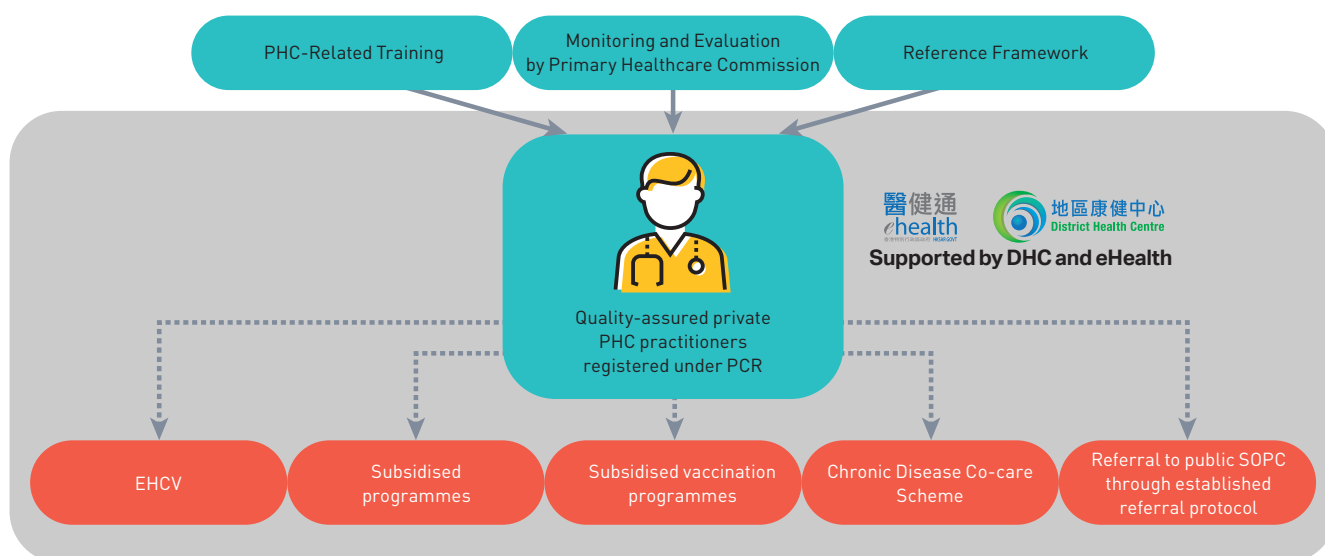 PHC-Related Training
Monitoring and Evaluation
by Primary Healthcare Commission
Reference Framework
醫健通
ehealth
HKSAR GOVT
地區康健中心
District Health Centre
Supported by DHC and eHealth
Quality-assured private
PHC practitioners
registered under PCR
EHCV
Subsidised
programmes
Subsidised vaccination
programmes
Chronic Disease Co-care
Scheme
Referral to public SOPC
through established
referral protocol